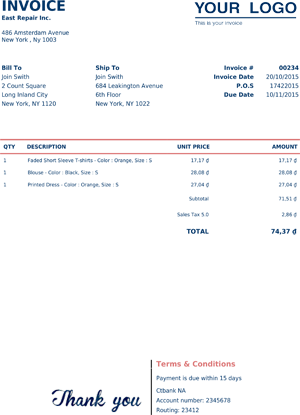 INVOICE
YOUR LOGO
East Repair Inc.
This is your invoice
486 Amsterdam Avenue
New York , Ny 1003
Bill To Ship To Invoice # 00234
Join Swith Join Swith Invoice Date 20/10/2015
2 Count Square 684 Leakington Avenue P.O.S 17422015
Long Inland City 6th Floor Due Date 10/11/2015
New York, NY 1120 New York, NY 1022
QTY DESCRIPTION UNIT PRICE AMOUNT
1 Faded Short Sleeve T-shirts - Color : Orange, Size : S 17,17 ₫ 17,17 ₫
1 Blouse - Color : Black, Size : S 28,08 ₫ 28,08 ₫
1 Printed Dress - Color : Orange, Size : S 27,04 ₫ 27,04 ₫
Subtotal 71,51 ₫
Sales Tax 5.0 2,86 ₫
TOTAL 74,37 ₫
Terms & Conditions
Payment is due within 15 days
Ctbank NA
Thank you
Account number: 2345678
Routing: 23412